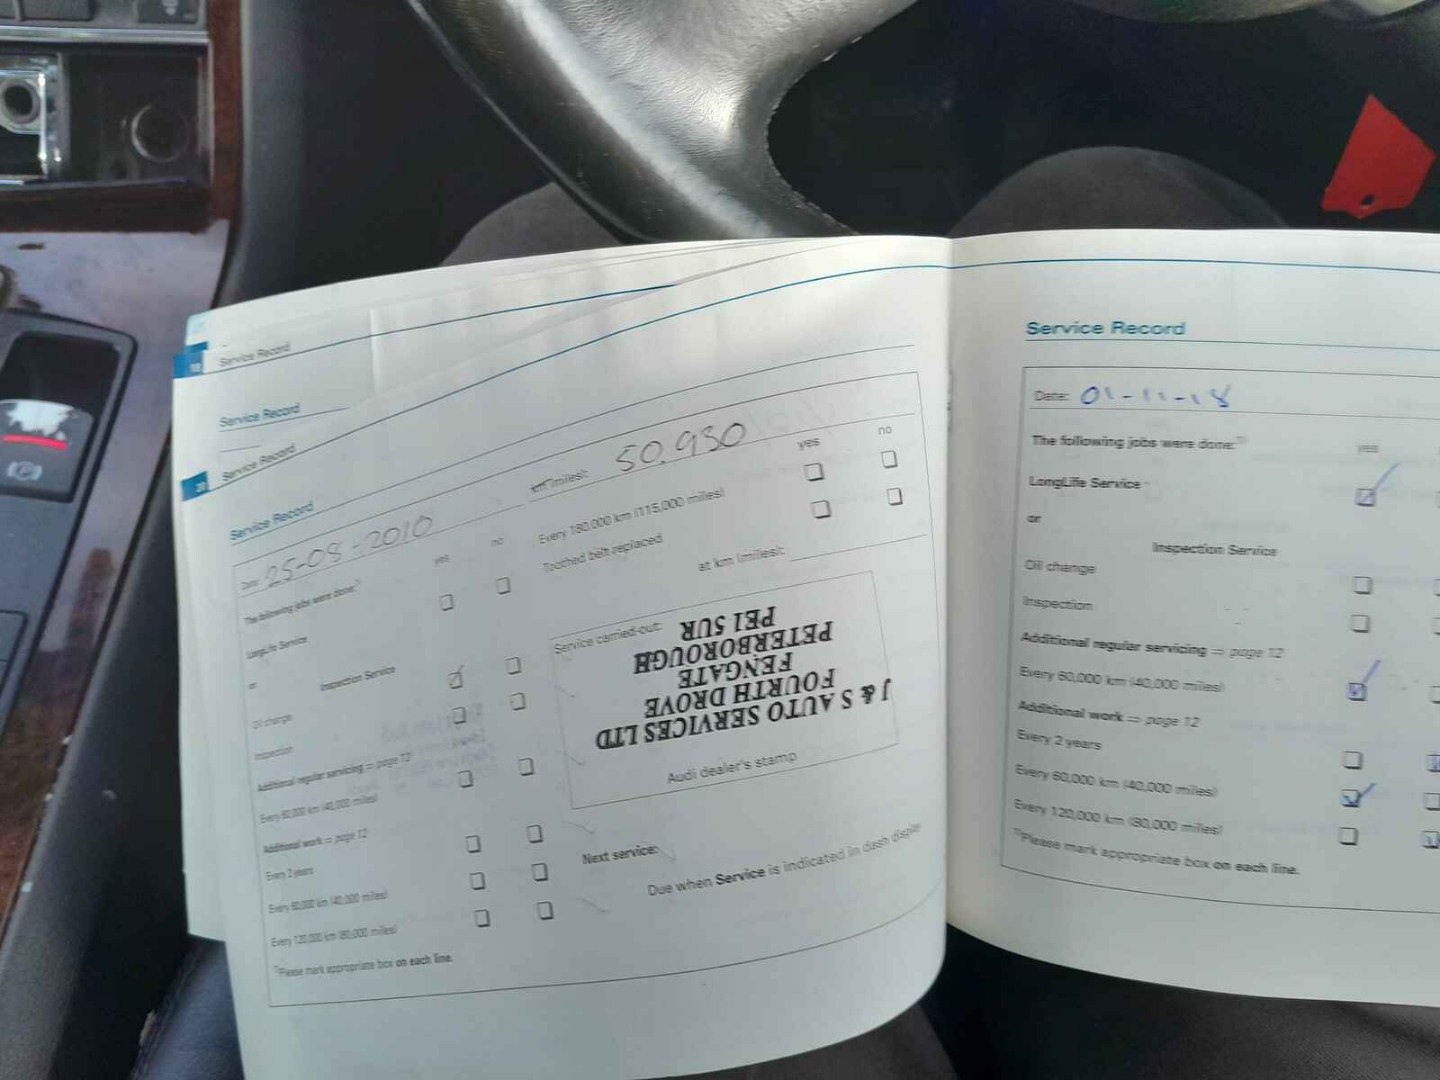 Service Record
Service Record
20 Service Record
Service Record
Date: 25-08-2010
km (miles): 50.930
The following jobs were done:¹⁾
yes no
LongLife Service
or
Inspection Service
Oil change
Inspection
Additional regular servicing ⇒ page 12
Every 60,000 km (40,000 miles)
Additional work ⇒ page 12
Every 2 years
Every 60,000 km (40,000 miles)
Every 120,000 km (80,000 miles)
¹⁾Please mark appropriate box on each line.
yes no
Every 180,000 km (115,000 miles)
Toothed belt replaced
at km (miles):
Service carried-out:
J & S AUTO SERVICES LTD
FOURTH DROVE
FENGATE
PETERBOROUGH
PE1 5UR
Audi dealer's stamp
Next service:
Due when Service is indicated in dash display
Service Record
Date: 01-11-18
The following jobs were done:¹⁾
yes
LongLife Service
or
Inspection Service
Oil change
Inspection
Additional regular servicing ⇒ page 12
Every 60,000 km (40,000 miles)
Additional work ⇒ page 12
Every 2 years
Every 60,000 km (40,000 miles)
Every 120,000 km (80,000 miles)
¹⁾Please mark appropriate box on each line.